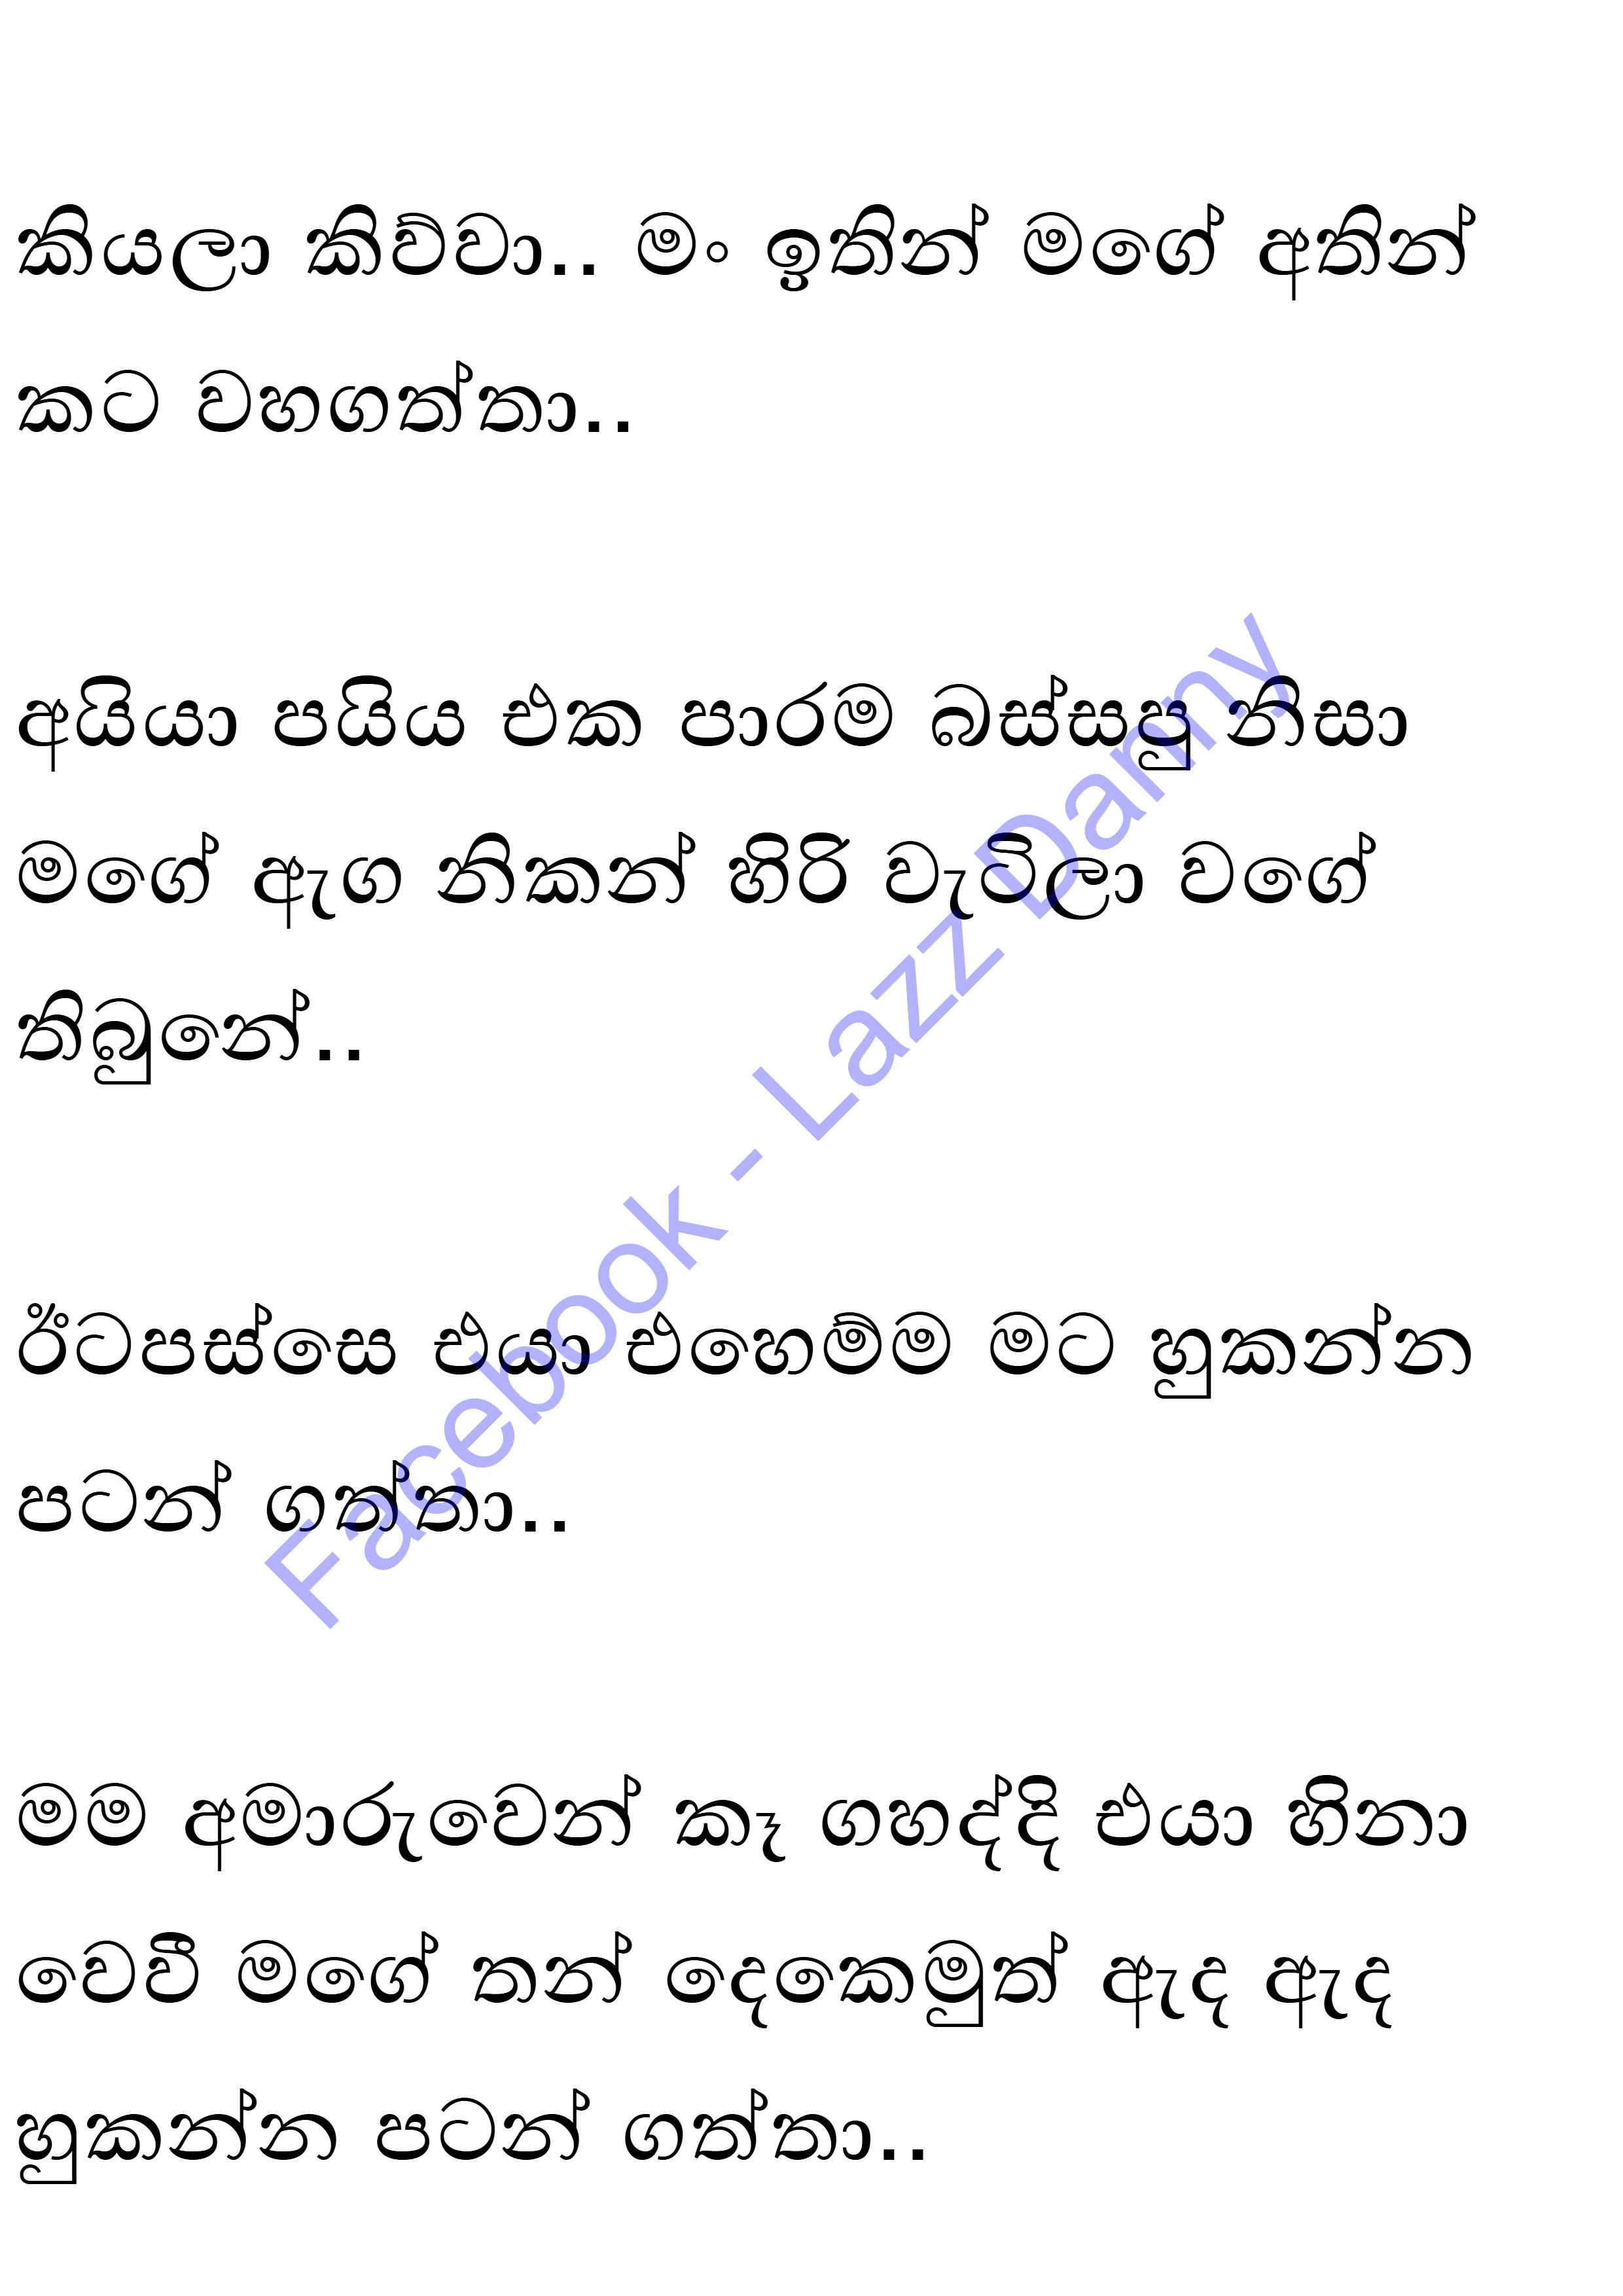 කියලා කිව්වා.. මං ඉතින් මගේ අතින්
කට වහගත්තා..
අයියා පයිය එක පාරම බස්සපු නිසා
මගේ ඇග නිකන් හිරි වැටිලා වගේ
තිබුනේ..
ඊටපස්සෙ එයා එහෙම්ම මට හුකන්න
පටන් ගත්තා..
මම අමාරුවෙන් කෑ ගහද්දි එයා හිනා
වෙවී මගේ තන් දෙකෙමුත් ඇද ඇද
හුකන්න පටන් ගත්තා..
Facebook - Lazz Danny